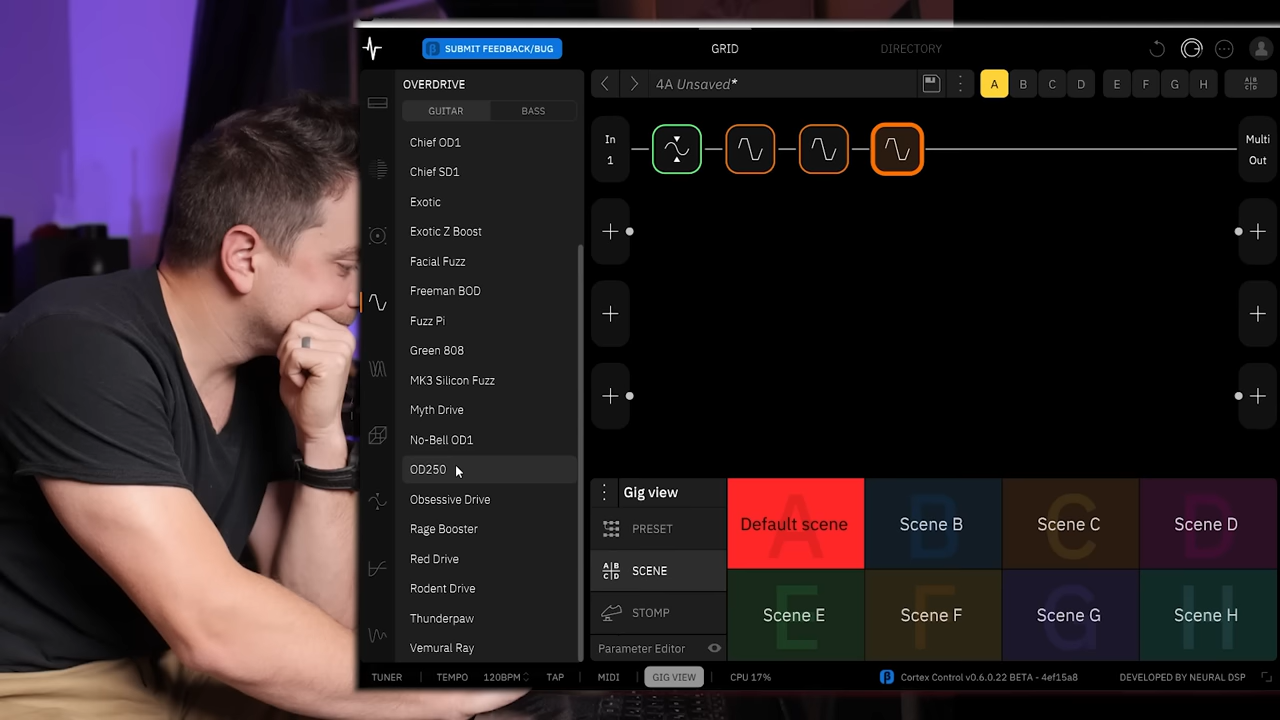 SUBMIT FEEDBACK/BUG
GRID
DIRECTORY
OVERDRIVE
GUITAR
BASS
Chief OD1
Chief SD1
Exotic
Exotic Z Boost
Facial Fuzz
Freeman BOD
Fuzz Pi
Green 808
MK3 Silicon Fuzz
Myth Drive
No-Bell OD1
OD250
Obsessive Drive
Rage Booster
Red Drive
Rodent Drive
Thunderpaw
Vemural Ray
4A Unsaved*
A B C D E F G H
A B
C D
In
1
Multi
Out
Gig view
PRESET
A B
C D
SCENE
STOMP
Parameter Editor
A
Default scene
B
Scene B
C
Scene C
D
Scene D
E
Scene E
F
Scene F
G
Scene G
H
Scene H
TUNER
TEMPO 120BPM
TAP
MIDI
GIG VIEW
CPU 17%
β Cortex Control v0.6.0.22 BETA - 4ef15a8
DEVELOPED BY NEURAL DSP